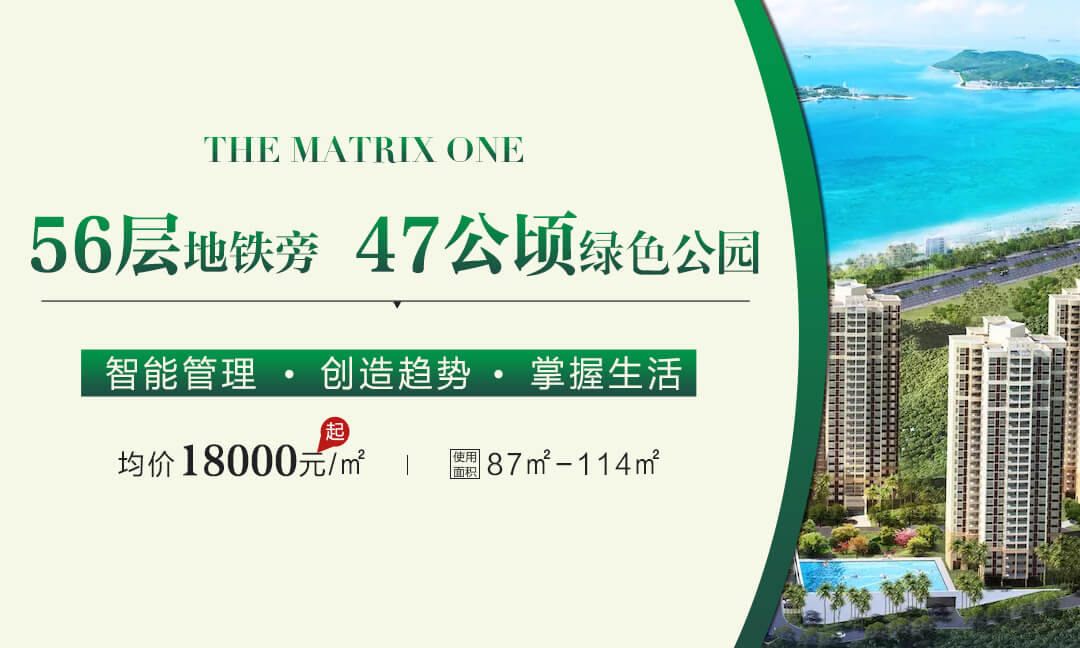 THE MATRIX ONE
56层地铁旁 47公顷绿色公园
智能管理 • 创造趋势 • 掌握生活
均价18000元/㎡起 | 使用面积 87㎡-114㎡